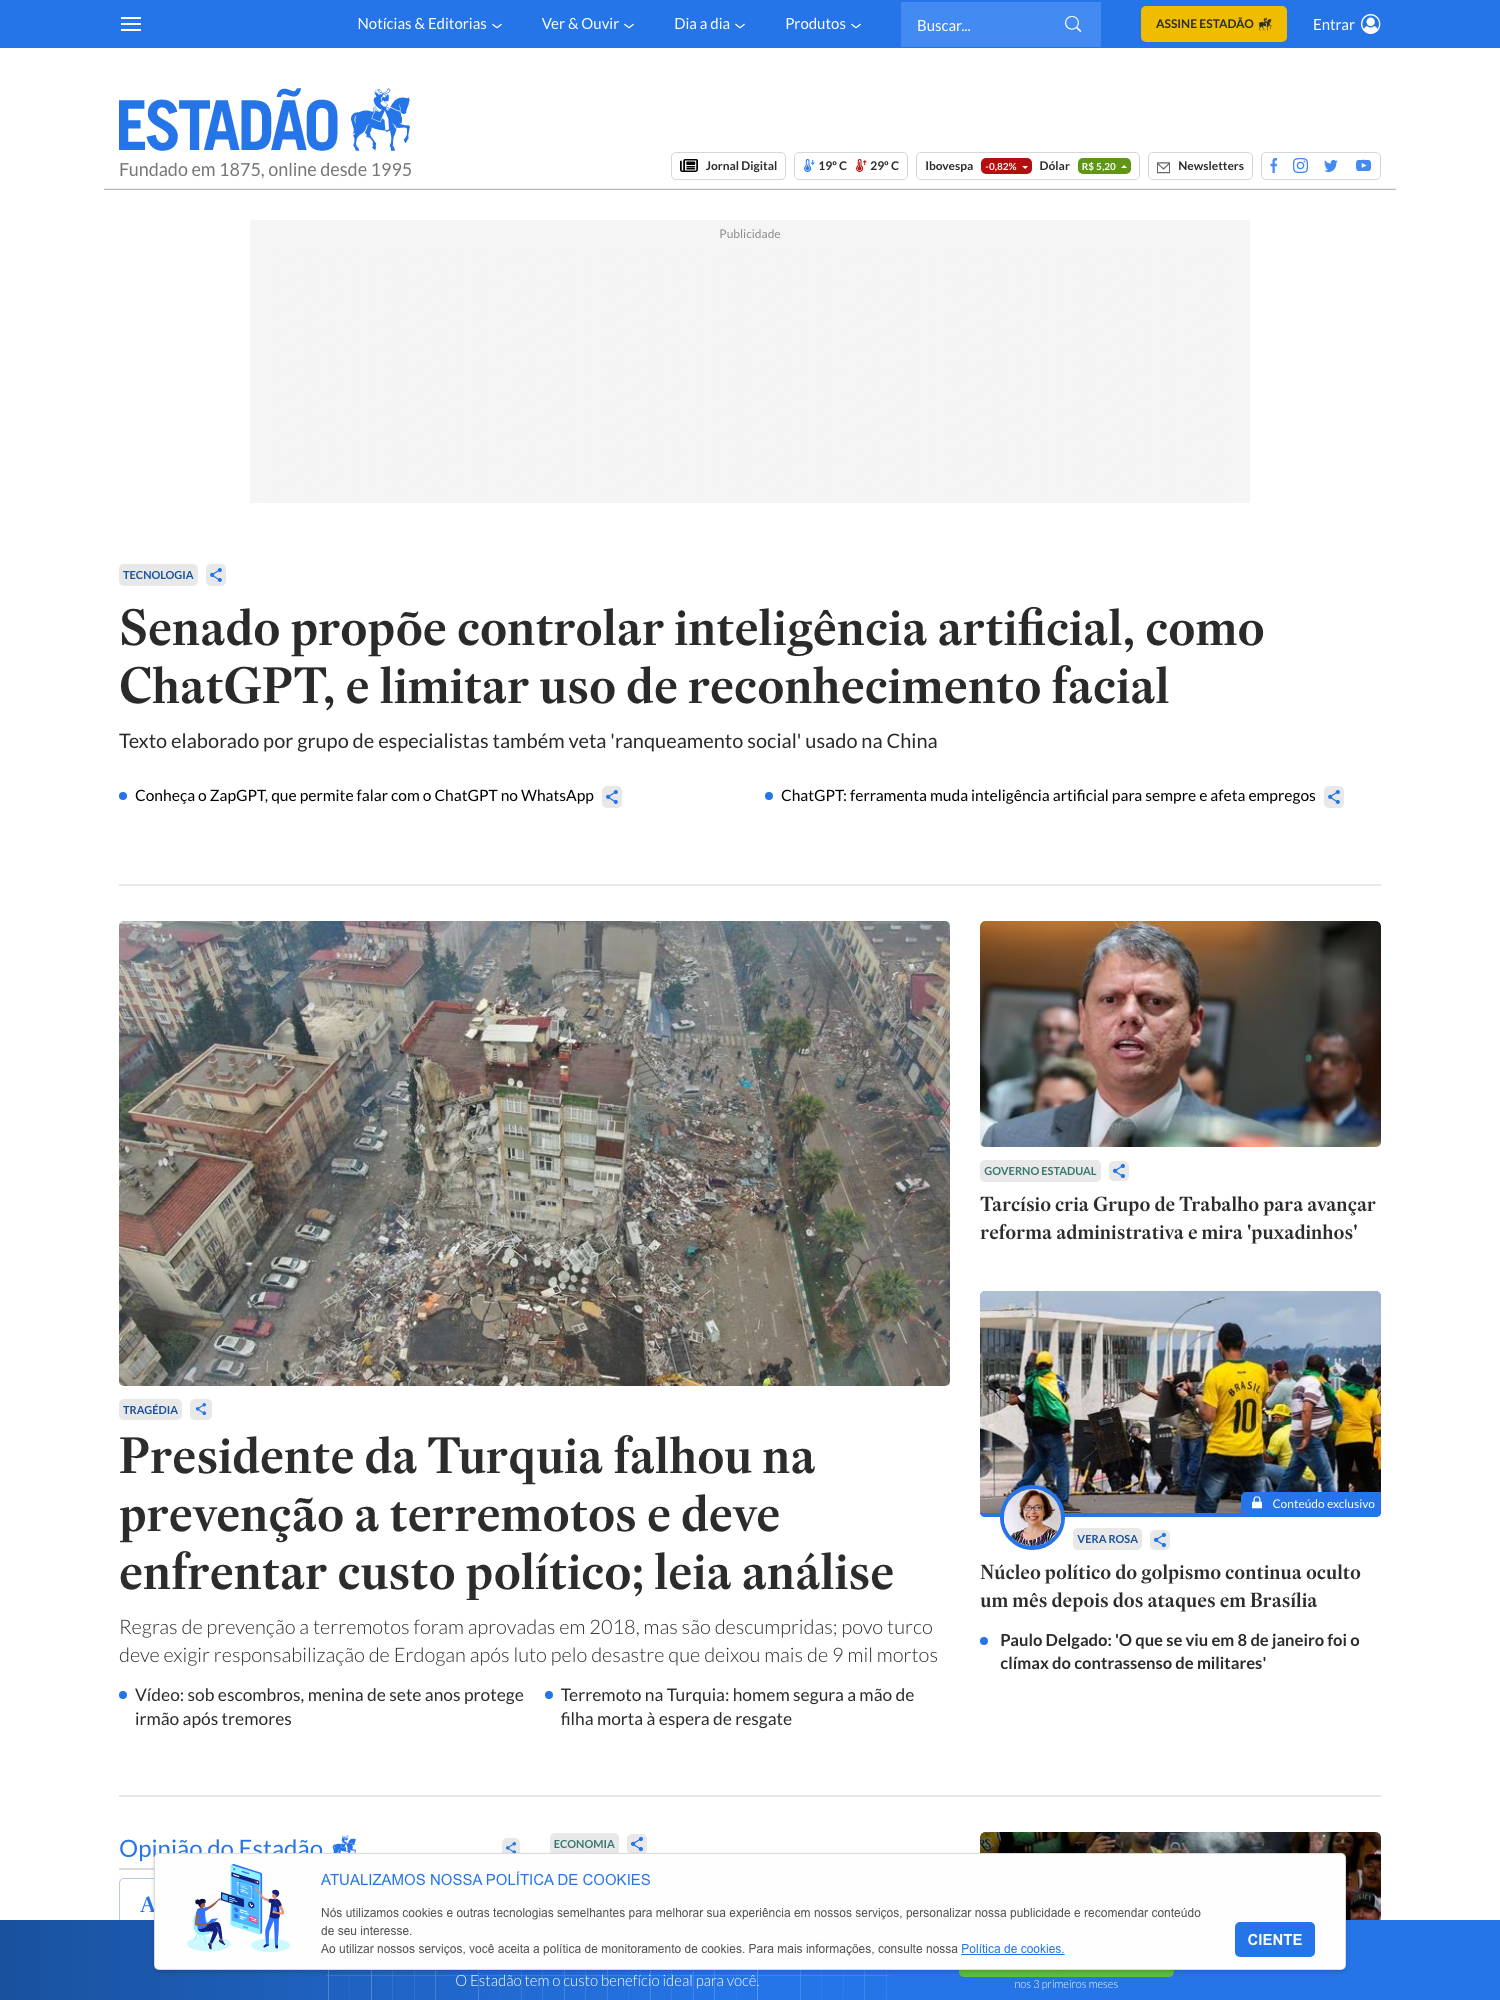 Notícias & Editorias
Ver & Ouvir
Dia a dia
Produtos
Buscar...
ASSINE ESTADÃO
Entrar
ESTADÃO
Fundado em 1875, online desde 1995
Jornal Digital
19º C 29º C
Ibovespa -0,82% Dólar R$ 5,20
Newsletters
Publicidade
TECNOLOGIA
Senado propõe controlar inteligência artificial, como
ChatGPT, e limitar uso de reconhecimento facial
Texto elaborado por grupo de especialistas também veta 'ranqueamento social' usado na China
Conheça o ZapGPT, que permite falar com o ChatGPT no WhatsApp
ChatGPT: ferramenta muda inteligência artificial para sempre e afeta empregos
TRAGÉDIA
Presidente da Turquia falhou na
prevenção a terremotos e deve
enfrentar custo político; leia análise
Regras de prevenção a terremotos foram aprovadas em 2018, mas são descumpridas; povo turco
deve exigir responsabilização de Erdogan após luto pelo desastre que deixou mais de 9 mil mortos
Vídeo: sob escombros, menina de sete anos protege
irmão após tremores
Terremoto na Turquia: homem segura a mão de
filha morta à espera de resgate
GOVERNO ESTADUAL
Tarcísio cria Grupo de Trabalho para avançar
reforma administrativa e mira 'puxadinhos'
BRASIL
10
Conteúdo exclusivo
VERA ROSA
Núcleo político do golpismo continua oculto
um mês depois dos ataques em Brasília
Paulo Delgado: 'O que se viu em 8 de janeiro foi o
clímax do contrassenso de militares'
Opinião do Estadão
ECONOMIA
A
ATUALIZAMOS NOSSA POLÍTICA DE COOKIES
Nós utilizamos cookies e outras tecnologias semelhantes para melhorar sua experiência em nossos serviços, personalizar nossa publicidade e recomendar conteúdo
de seu interesse.
Ao utilizar nossos serviços, você aceita a política de monitoramento de cookies. Para mais informações, consulte nossa Política de cookies.
CIENTE
O Estadão tem o custo benefício ideal para você.
nos 3 primeiros meses